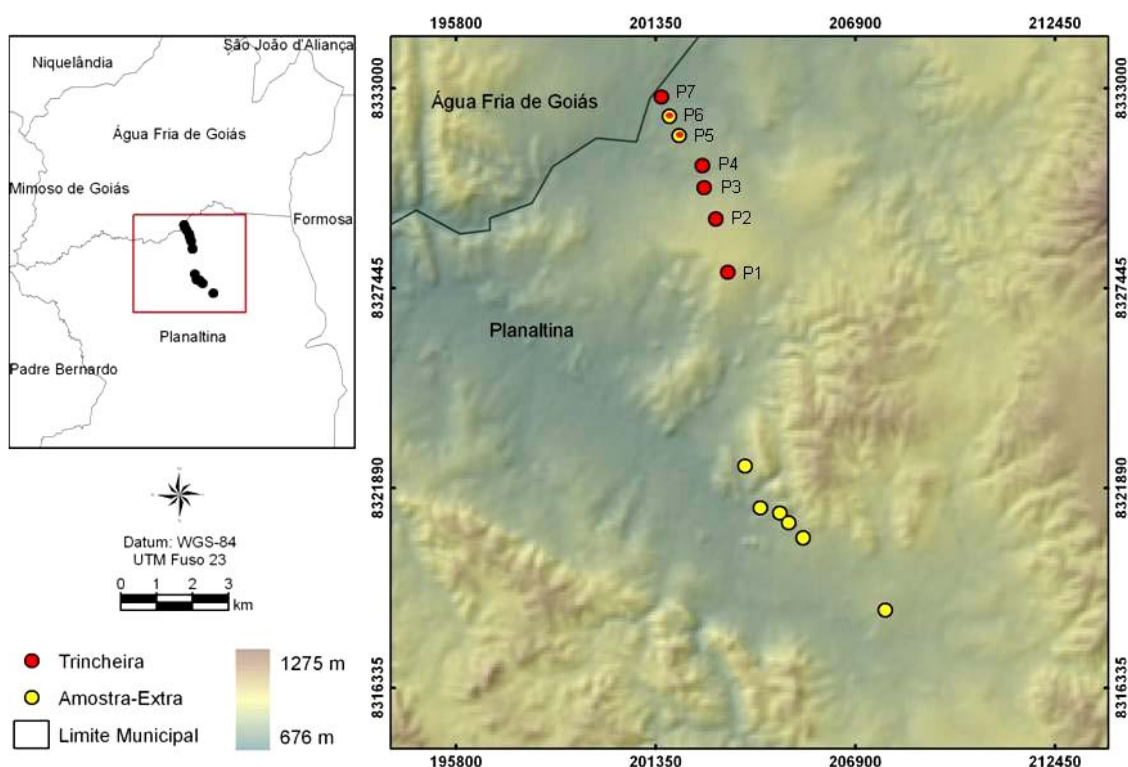 São João d'Aliança
Niquelândia
Água Fria de Goiás
Mimoso de Goiás
Formosa
Planaltina
Padre Bernardo
N
Datum: WGS-84
UTM Fuso 23
0 1 2 3
km
Trincheira
Amostra-Extra
Limite Municipal
1275 m
676 m
195800 201350 206900 212450
8333000
8327445
8321890
8316335
Água Fria de Goiás
P7
P6
P5
P4
P3
P2
P1
Planaltina
8333000
8327445
8321890
8316335
195800 201350 206900 212450